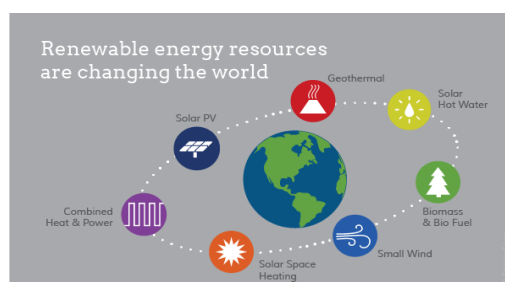 Renewable energy resources
are changing the world
Geothermal
Solar
Hot Water
Solar PV
Biomass
& Bio Fuel
Combined
Heat & Power
Small Wind
Solar Space
Heating